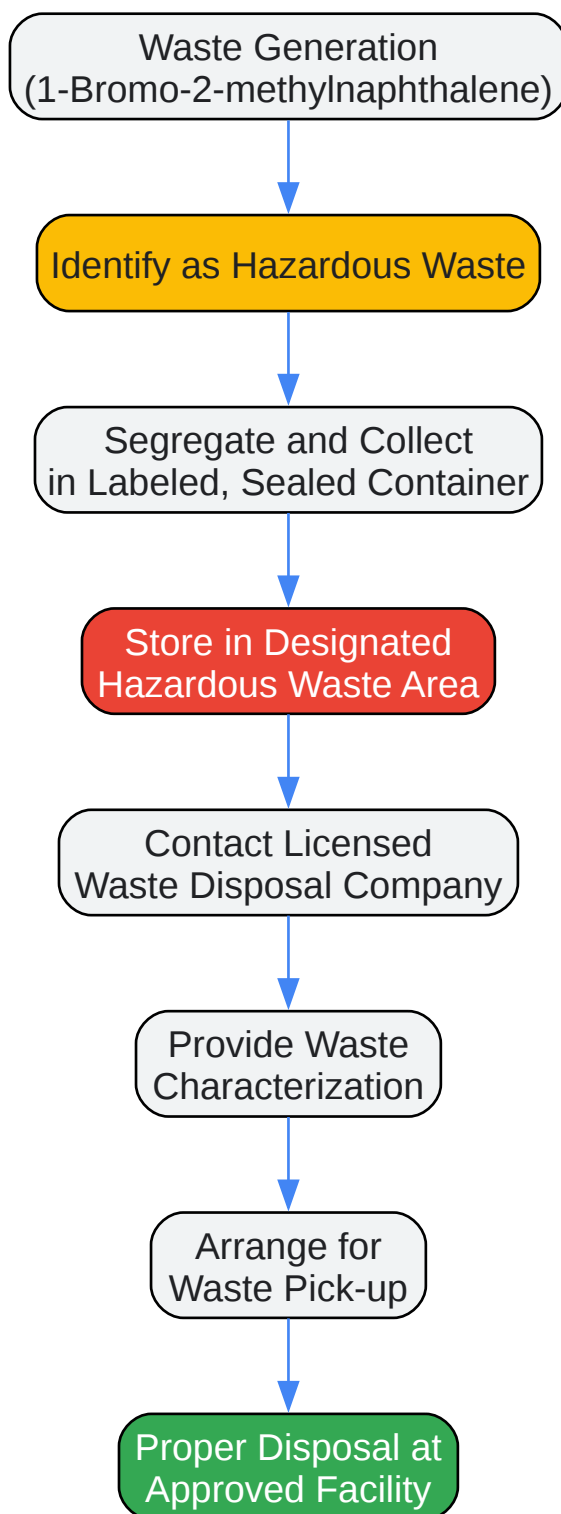 Waste Generation
(1-Bromo-2-methylnaphthalene)
Identify as Hazardous Waste
Segregate and Collect
in Labeled, Sealed Container
Store in Designated
Hazardous Waste Area
Contact Licensed
Waste Disposal Company
Provide Waste
Characterization
Arrange for
Waste Pick-up
Proper Disposal at
Approved Facility